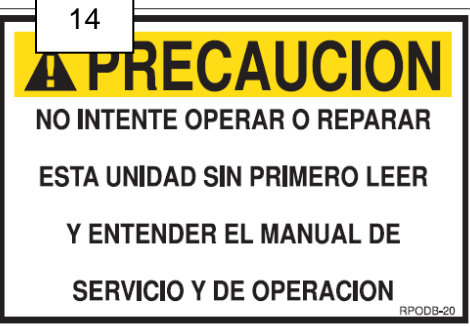 14
PRECAUCION
NO INTENTE OPERAR O REPARAR
ESTA UNIDAD SIN PRIMERO LEER
Y ENTENDER EL MANUAL DE
SERVICIO Y DE OPERACION
RPODB-20